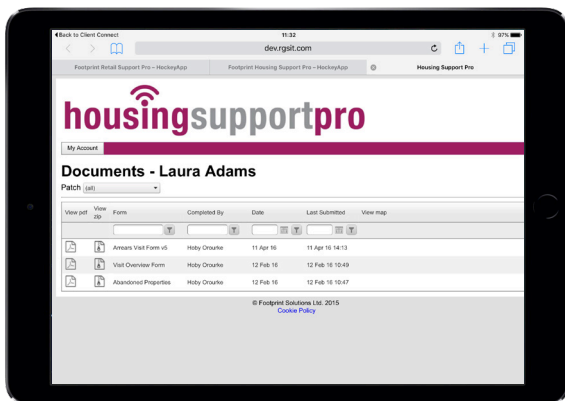 Back to Client Connect 11:32 97%
dev.rgsit.com
Footprint Retail Support Pro – HockeyApp Footprint Housing Support Pro – HockeyApp Housing Support Pro
housingsupportpro
My Account
Documents - Laura Adams
Patch (all)
View pdf View zip Form Completed By Date Last Submitted View map
Arrears Visit Form v5 Hoby Orourke 11 Apr 16 11 Apr 16 14:13
Visit Overview Form Hoby Orourke 12 Feb 16 12 Feb 16 10:49
Abandoned Properties Hoby Orourke 12 Feb 16 12 Feb 16 10:47
© Footprint Solutions Ltd. 2015
Cookie Policy